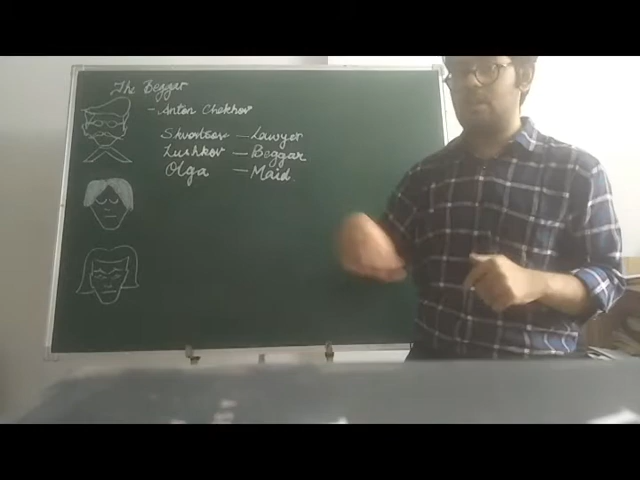 The Beggar
- Anton Chekhov
Skvortsov - Lawyer
Lushkov - Beggar
Olga - Maid.